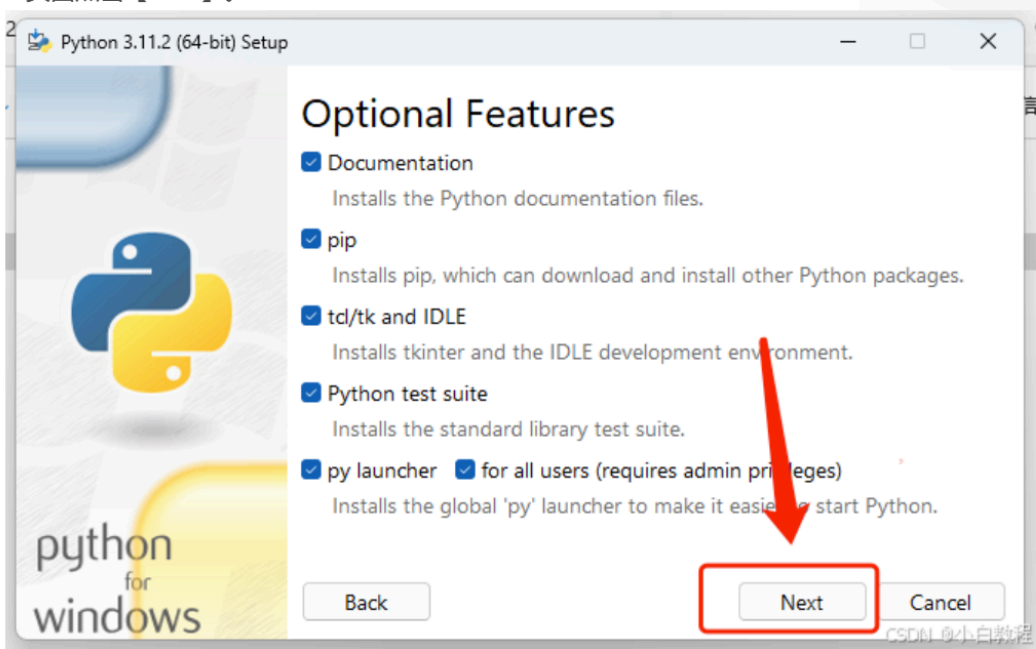 Python 3.11.2 (64-bit) Setup
Optional Features
Documentation
Installs the Python documentation files.
pip
Installs pip, which can download and install other Python packages.
tcl/tk and IDLE
Installs tkinter and the IDLE development environment.
Python test suite
Installs the standard library test suite.
py launcher for all users (requires admin privileges)
Installs the global 'py' launcher to make it easier to start Python.
python
for
windows
Back Next Cancel
CSDN @小白教程